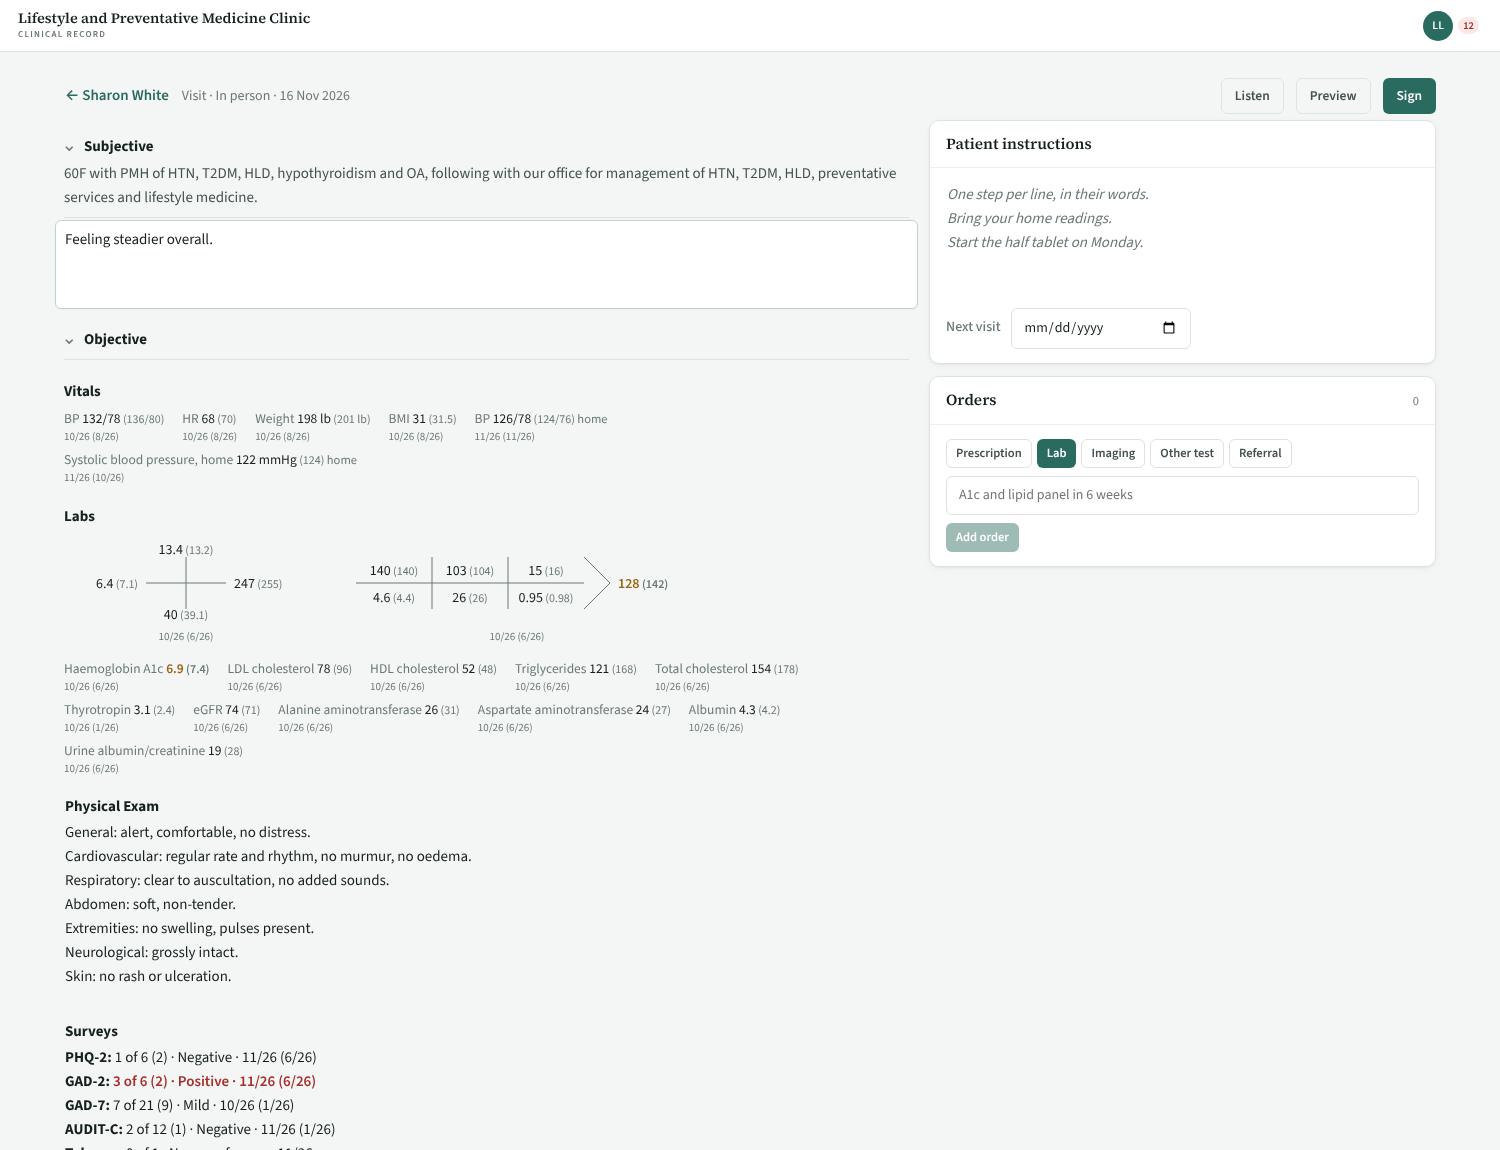 Lifestyle and Preventative Medicine Clinic
CLINICAL RECORD
LL
12
← Sharon White Visit · In person · 16 Nov 2026
Listen
Preview
Sign
Subjective
60F with PMH of HTN, T2DM, HLD, hypothyroidism and OA, following with our office for management of HTN, T2DM, HLD, preventative
services and lifestyle medicine.
Feeling steadier overall.
Objective
Vitals
BP 132/78 (136/80) HR 68 (70) Weight 198 lb (201 lb) BMI 31 (31.5) BP 126/78 (124/76) home
10/26 (8/26) 10/26 (8/26) 10/26 (8/26) 10/26 (8/26) 11/26 (11/26)
Systolic blood pressure, home 122 mmHg (124) home
11/26 (10/26)
Labs
13.4 (13.2)
6.4 (7.1) 247 (255)
40 (39.1)
10/26 (6/26)
140 (140) 103 (104) 15 (16)
128 (142)
4.6 (4.4) 26 (26) 0.95 (0.98)
10/26 (6/26)
Haemoglobin A1c 6.9 (7.4) LDL cholesterol 78 (96) HDL cholesterol 52 (48) Triglycerides 121 (168) Total cholesterol 154 (178)
10/26 (6/26) 10/26 (6/26) 10/26 (6/26) 10/26 (6/26) 10/26 (6/26)
Thyrotropin 3.1 (2.4) eGFR 74 (71) Alanine aminotransferase 26 (31) Aspartate aminotransferase 24 (27) Albumin 4.3 (4.2)
10/26 (1/26) 10/26 (6/26) 10/26 (6/26) 10/26 (6/26) 10/26 (6/26)
Urine albumin/creatinine 19 (28)
10/26 (6/26)
Physical Exam
General: alert, comfortable, no distress.
Cardiovascular: regular rate and rhythm, no murmur, no oedema.
Respiratory: clear to auscultation, no added sounds.
Abdomen: soft, non-tender.
Extremities: no swelling, pulses present.
Neurological: grossly intact.
Skin: no rash or ulceration.
Surveys
PHQ-2: 1 of 6 (2) · Negative · 11/26 (6/26)
GAD-2: 3 of 6 (2) · Positive · 11/26 (6/26)
GAD-7: 7 of 21 (9) · Mild · 10/26 (1/26)
AUDIT-C: 2 of 12 (1) · Negative · 11/26 (1/26)
Patient instructions
One step per line, in their words.
Bring your home readings.
Start the half tablet on Monday.
Next visit mm/dd/yyyy
Orders 0
Prescription
Lab
Imaging
Other test
Referral
A1c and lipid panel in 6 weeks
Add order